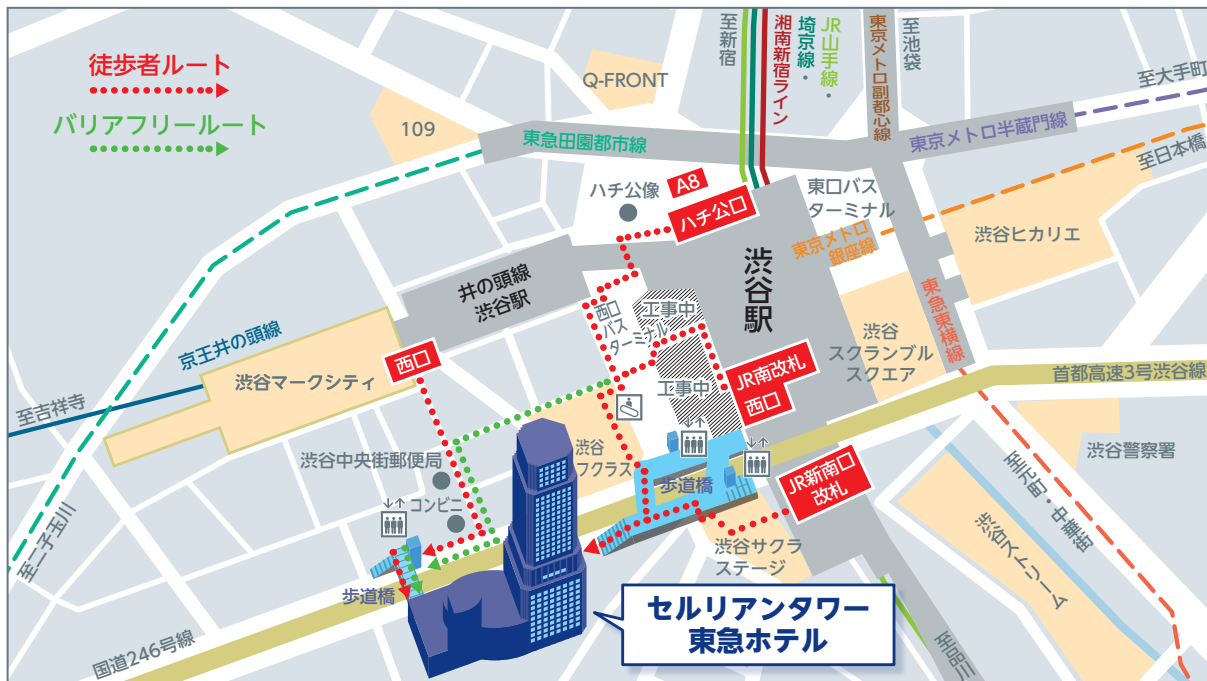 徒歩者ルート
バリアフリールート
Q-FRONT
109
至新宿
JR山手線・
埼京線・
湘南新宿ライン
東京メトロ副都心線
至池袋
至大手町
東急田園都市線
東京メトロ半蔵門線
至日本橋
ハチ公像
A8
ハチ公口
東口バス
ターミナル
東京メトロ
銀座線
渋谷ヒカリエ
井の頭線
渋谷駅
渋谷駅
西口
バス
ターミナル
工事中
工事中
東急東横線
渋谷
スクランブル
スクエア
京王井の頭線
西口
渋谷マークシティ
至吉祥寺
JR南改札
西口
首都高速3号渋谷線
渋谷中央街郵便局
コンビニ
渋谷
フクラス
歩道橋
JR新南口
改札
渋谷警察署
至元町・中華街
渋谷ストリーム
至二子玉川
歩道橋
渋谷サクラ
ステージ
セルリアンタワー
東急ホテル
国道246号線
至品川